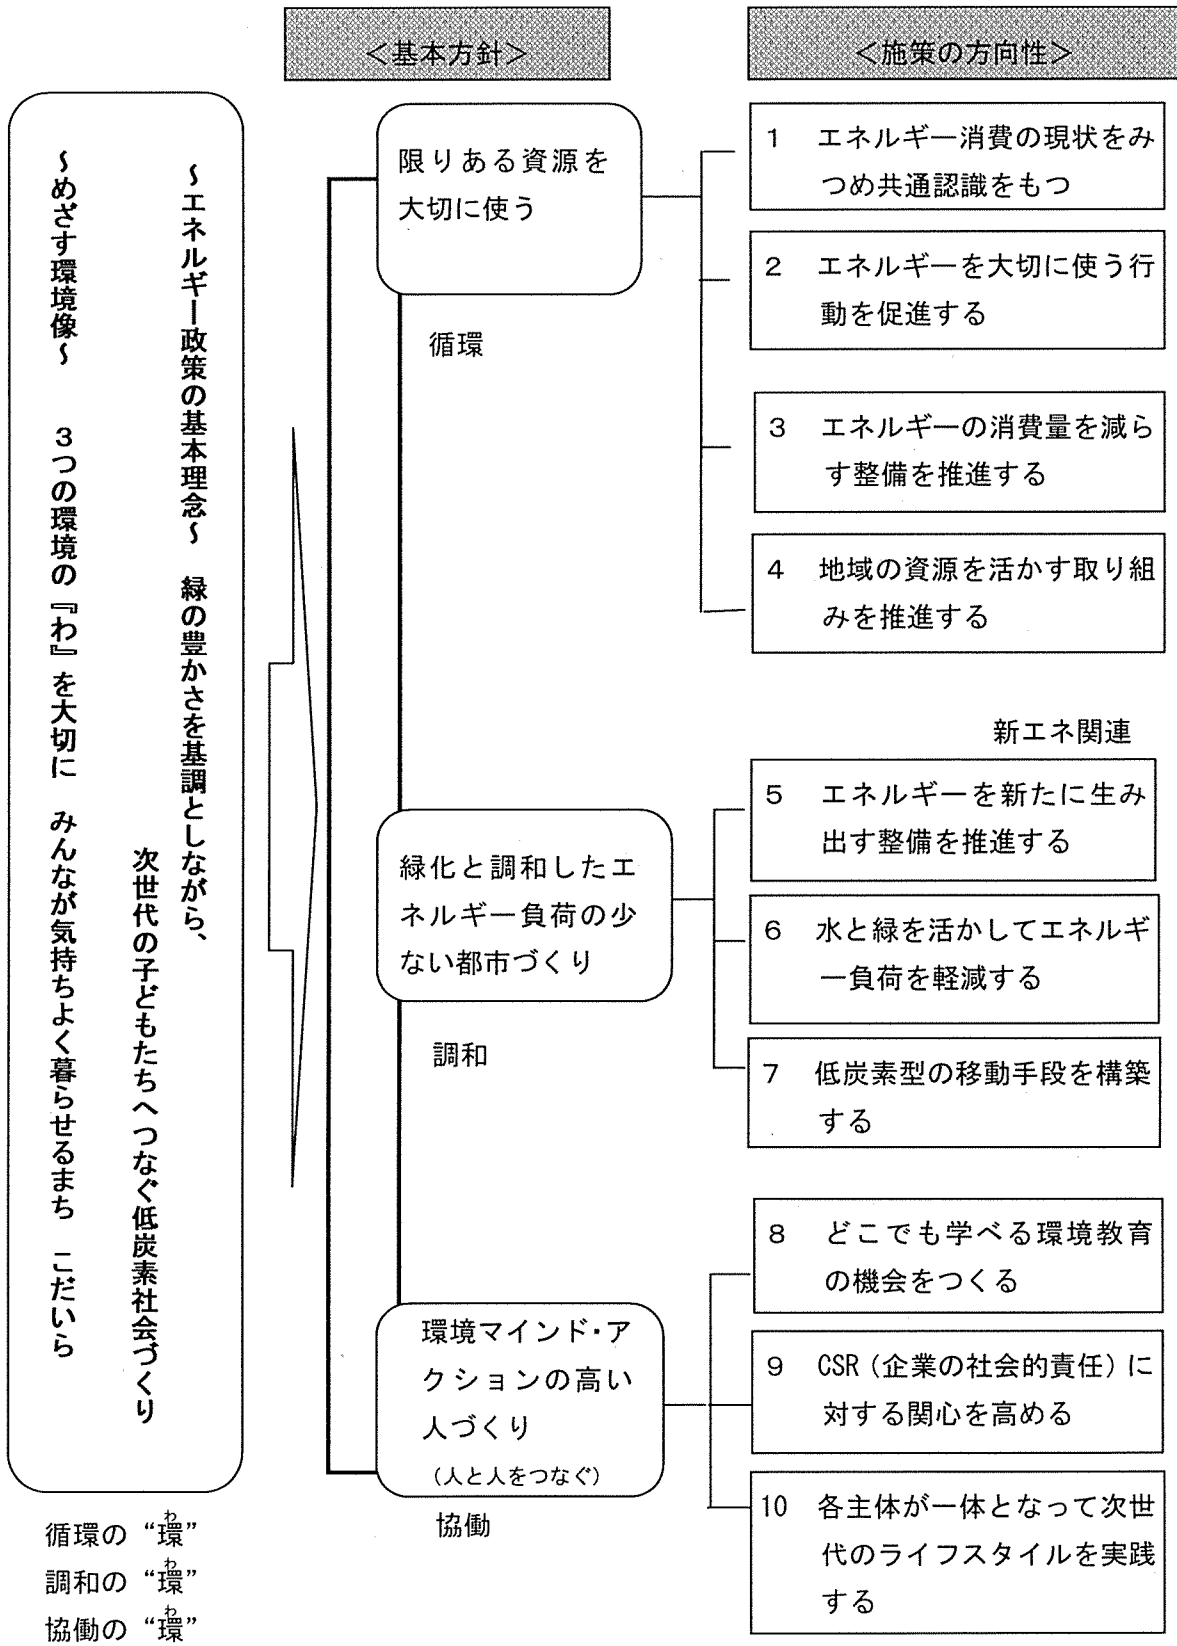 ＜基本方針＞
＜施策の方向性＞
～エネルギー政策の基本理念～　緑の豊かさを基調としながら、
次世代の子どもたちへつなぐ低炭素社会づくり
～めざす環境像～　３つの環境の『わ』を大切に　みんなが気持ちよく暮らせるまち　こだいら
循環の“環”
わ
調和の“環”
わ
協働の“環”
わ
限りある資源を
大切に使う
循環
1　エネルギー消費の現状をみ
つめ共通認識をもつ
2　エネルギーを大切に使う行
動を促進する
3　エネルギーの消費量を減ら
す整備を推進する
4　地域の資源を活かす取り組
みを推進する
緑化と調和したエ
ネルギー負荷の少
ない都市づくり
調和
新エネ関連
5　エネルギーを新たに生み
出す整備を推進する
6　水と緑を活かしてエネルギ
ー負荷を軽減する
7　低炭素型の移動手段を構築
する
環境マインド・ア
クションの高い
人づくり
（人と人をつなぐ）
協働
8　どこでも学べる環境教育
の機会をつくる
9　CSR（企業の社会的責任）に
対する関心を高める
10　各主体が一体となって次世
代のライフスタイルを実践
する